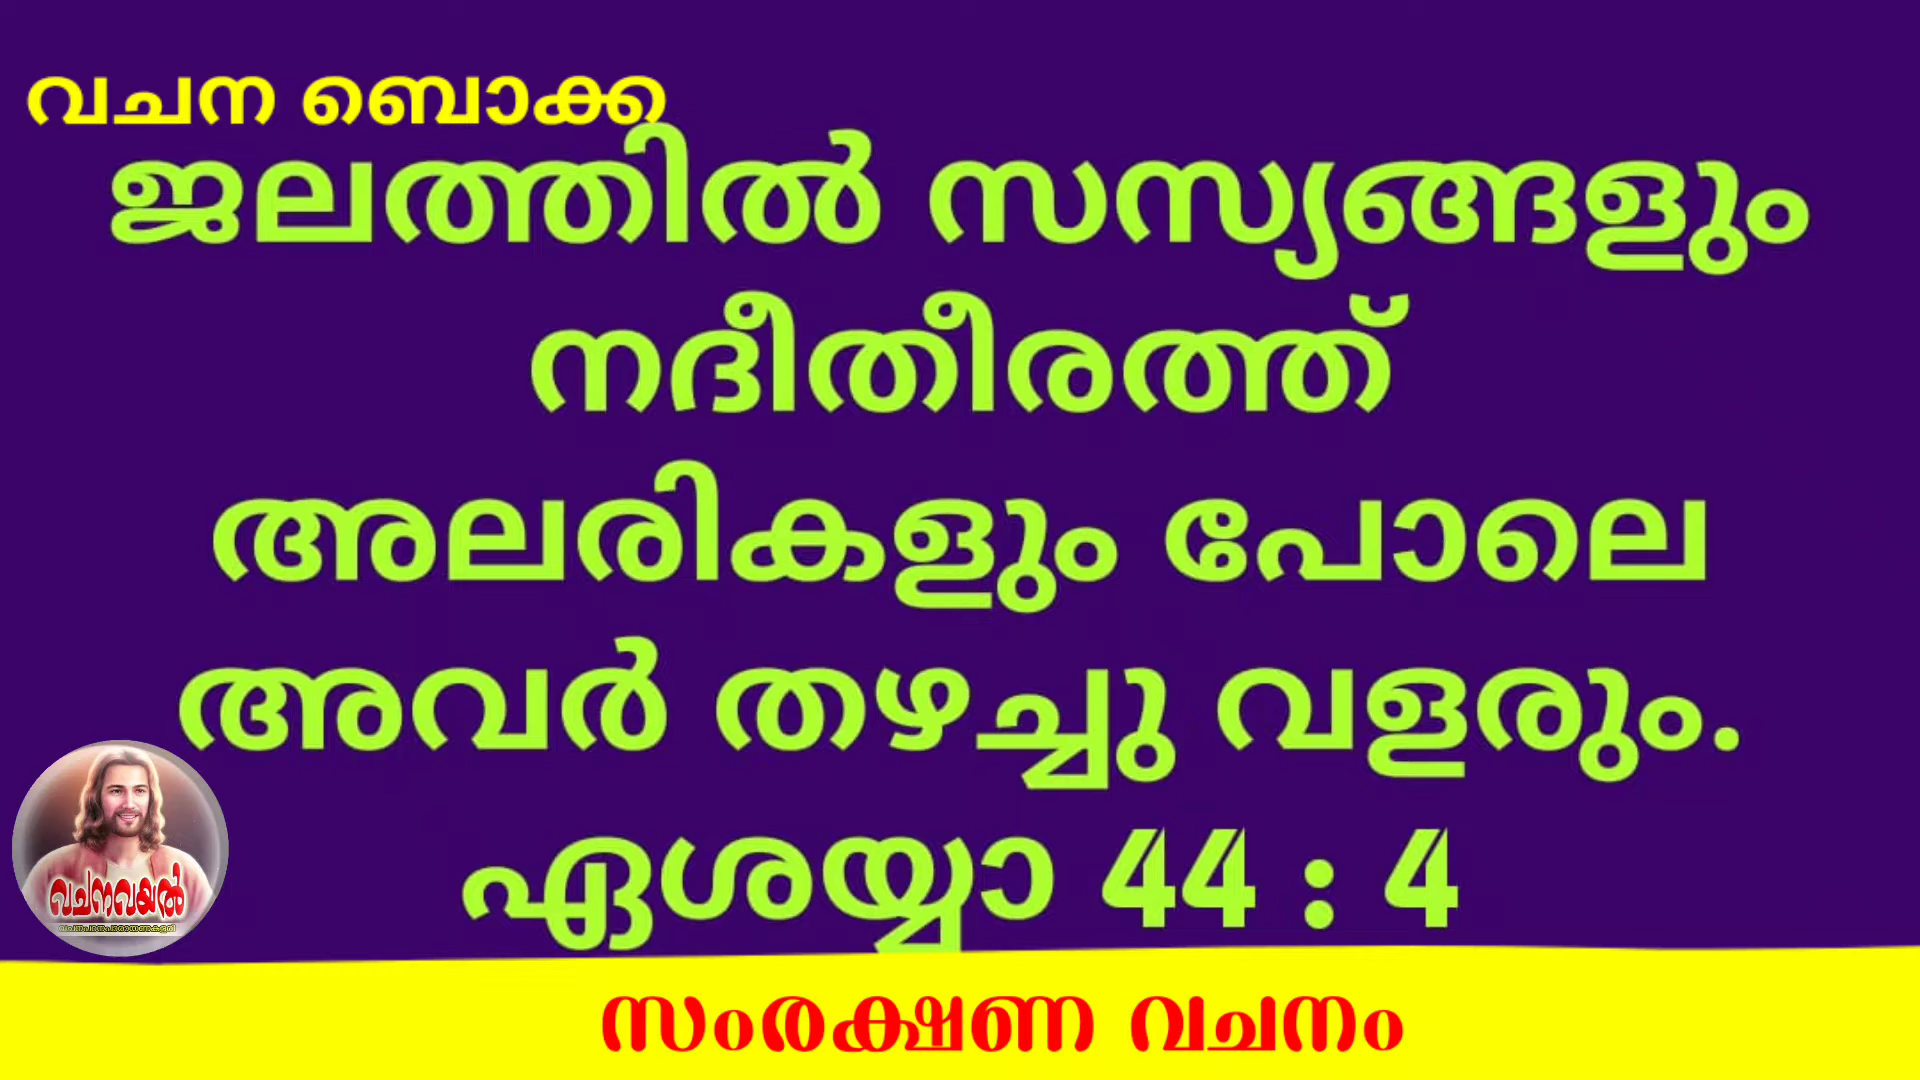 വചന ബൊക്ക
ജലത്തിൽ സസ്യങ്ങളും
നദീതീരത്ത്
അലരികളും പോലെ
അവർ തഴച്ചു വളരും.
ഏശയ്യാ 44 : 4
വചനവയൽ
സംരക്ഷണ വചനം